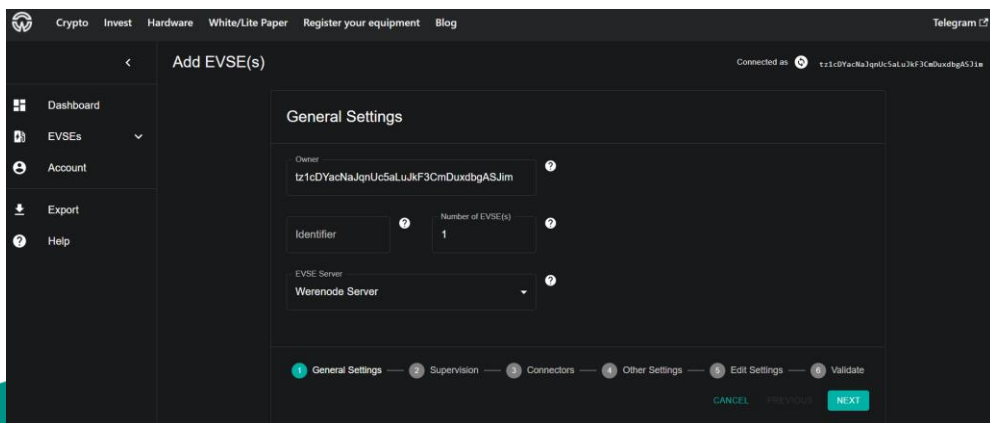 Crypto Invest Hardware White/Lite Paper Register your equipment Blog Telegram
Add EVSE(s)
Connected as tz1cDYacNaJqnUc5aLuJkF3CmDuxdbgASJim
Dashboard
EVSEs
Account
Export
Help
General Settings
Owner
tz1cDYacNaJqnUc5aLuJkF3CmDuxdbgASJim
Identifier
Number of EVSE(s)
1
EVSE Server
Werenode Server
1 General Settings 2 Supervision 3 Connectors 4 Other Settings 5 Edit Settings 6 Validate
CANCEL PREVIOUS NEXT